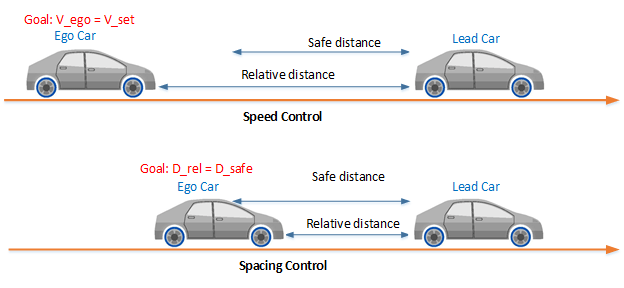 Goal: V_ego = V_set
Ego Car
Safe distance
Lead Car
Relative distance
Speed Control
Goal: D_rel = D_safe
Ego Car
Safe distance
Lead Car
Relative distance
Spacing Control